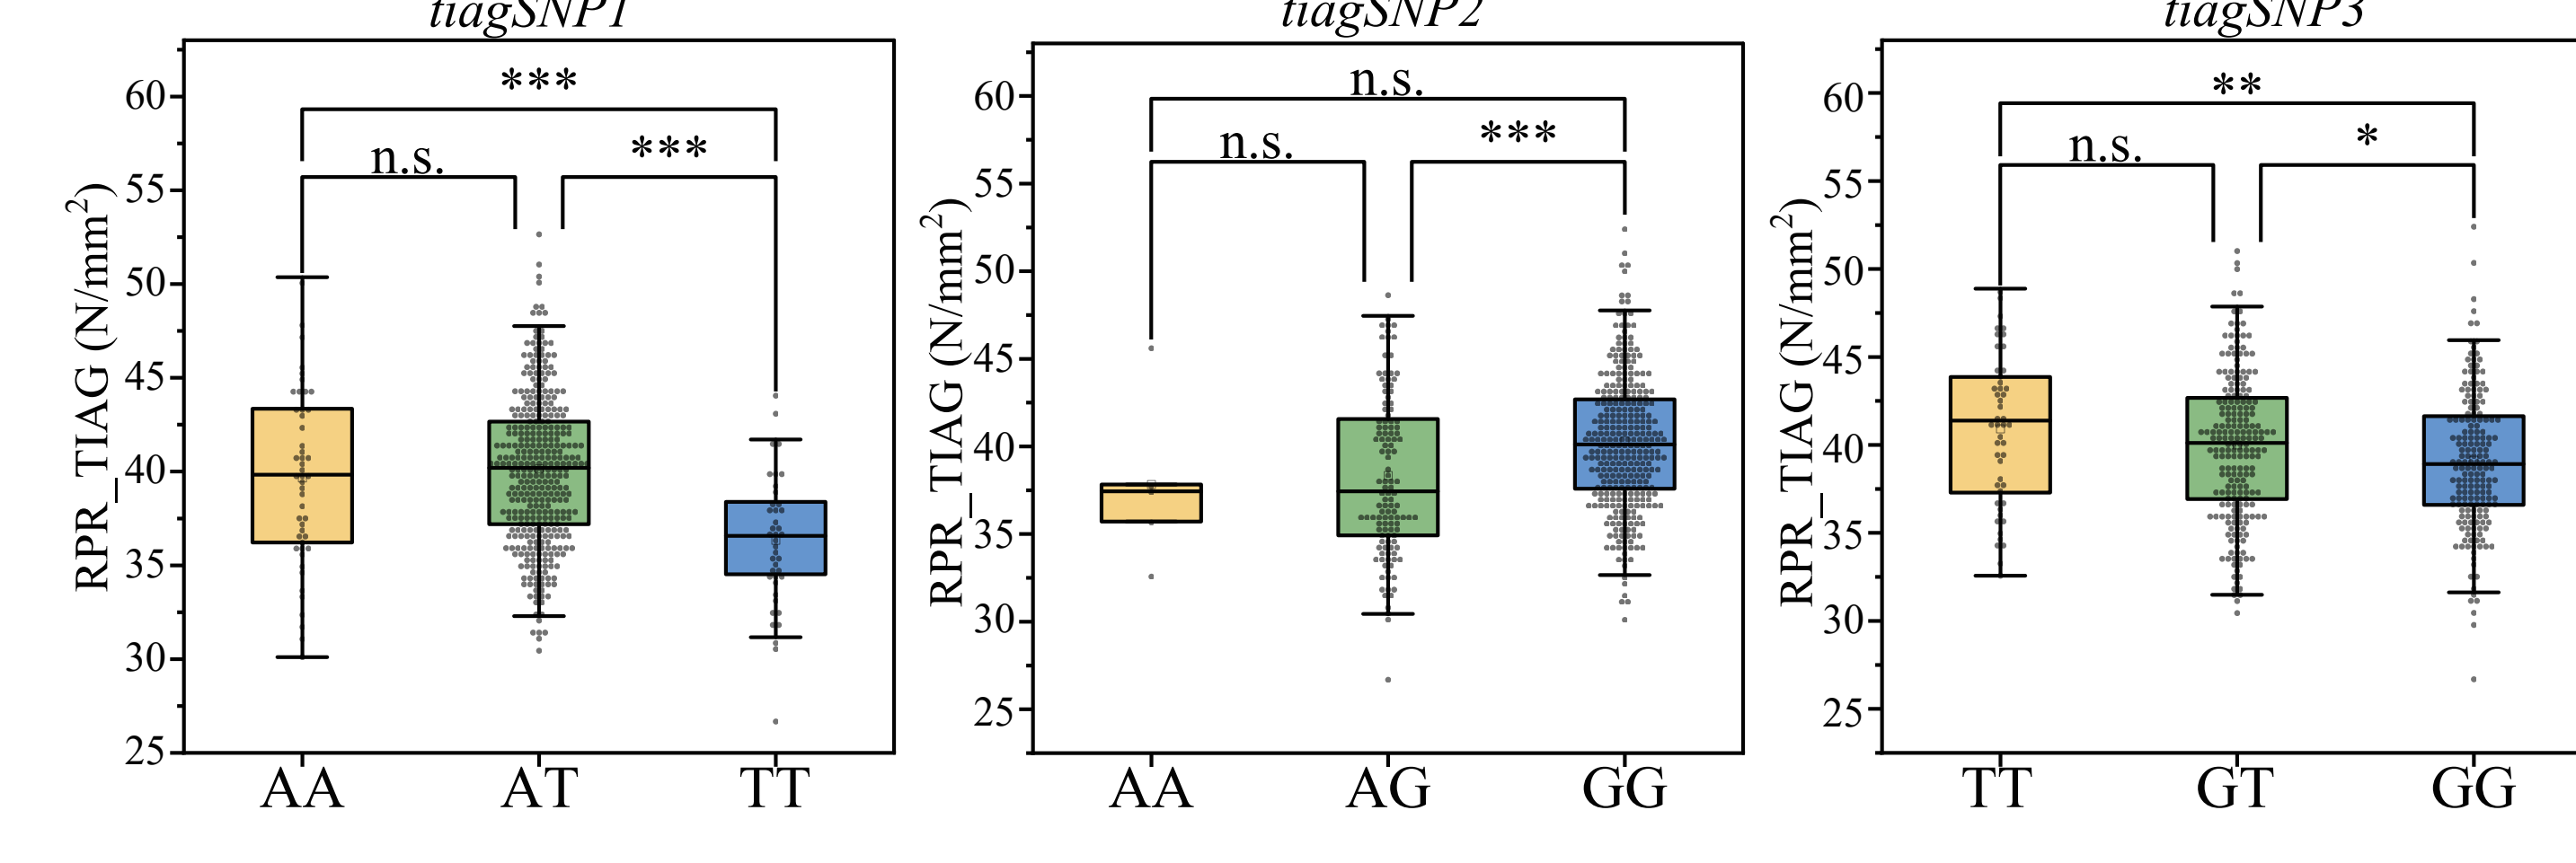 tiagSNP1
***
n.s.
***
RPR_TIAG (N/mm²)
60
55
50
45
40
35
30
25
AA AT TT
tiagSNP2
n.s.
n.s.
***
RPR_TIAG (N/mm²)
60
55
50
45
40
35
30
25
AA AG GG
tiagSNP3
**
n.s.
*
RPR_TIAG (N/mm²)
60
55
50
45
40
35
30
25
TT GT GG